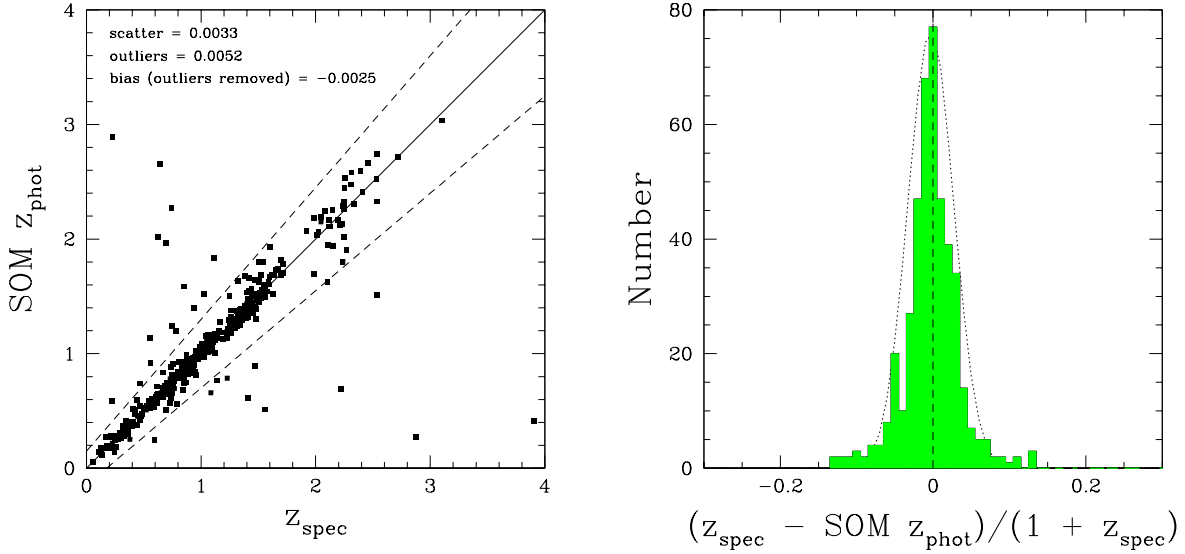 scatter = 0.0033
outliers = 0.0052
bias (outliers removed) = −0.0025
4
3
2
1
0
0 1 2 3 4
SOM z_phot
z_spec
80
60
40
20
0
−0.2 0 0.2
Number
(z_spec − SOM z_phot)/(1 + z_spec)